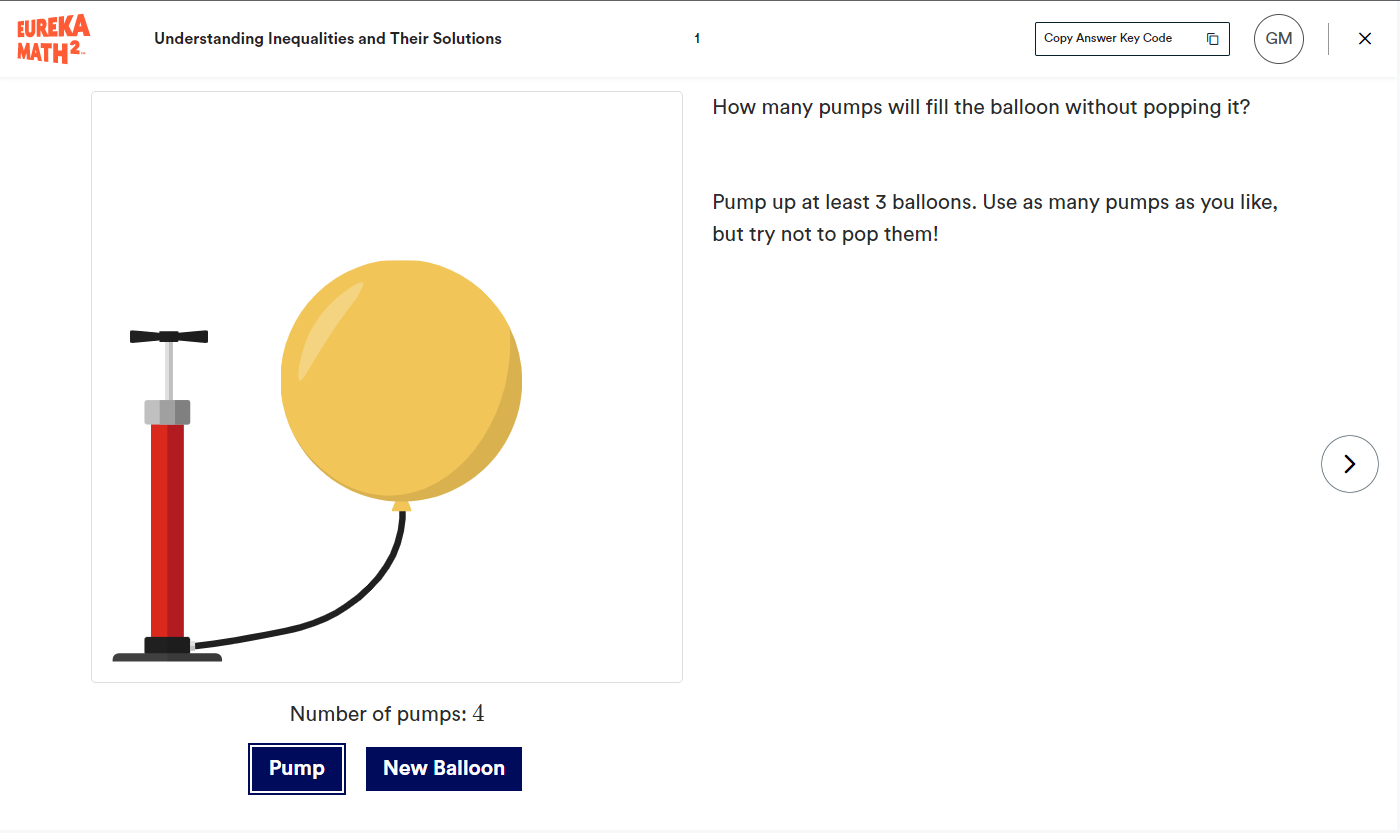 EUREKA
MATH²™
Understanding Inequalities and Their Solutions
1
Copy Answer Key Code
GM
How many pumps will fill the balloon without popping it?
Pump up at least 3 balloons. Use as many pumps as you like,
but try not to pop them!
Number of pumps: 4
Pump
New Balloon